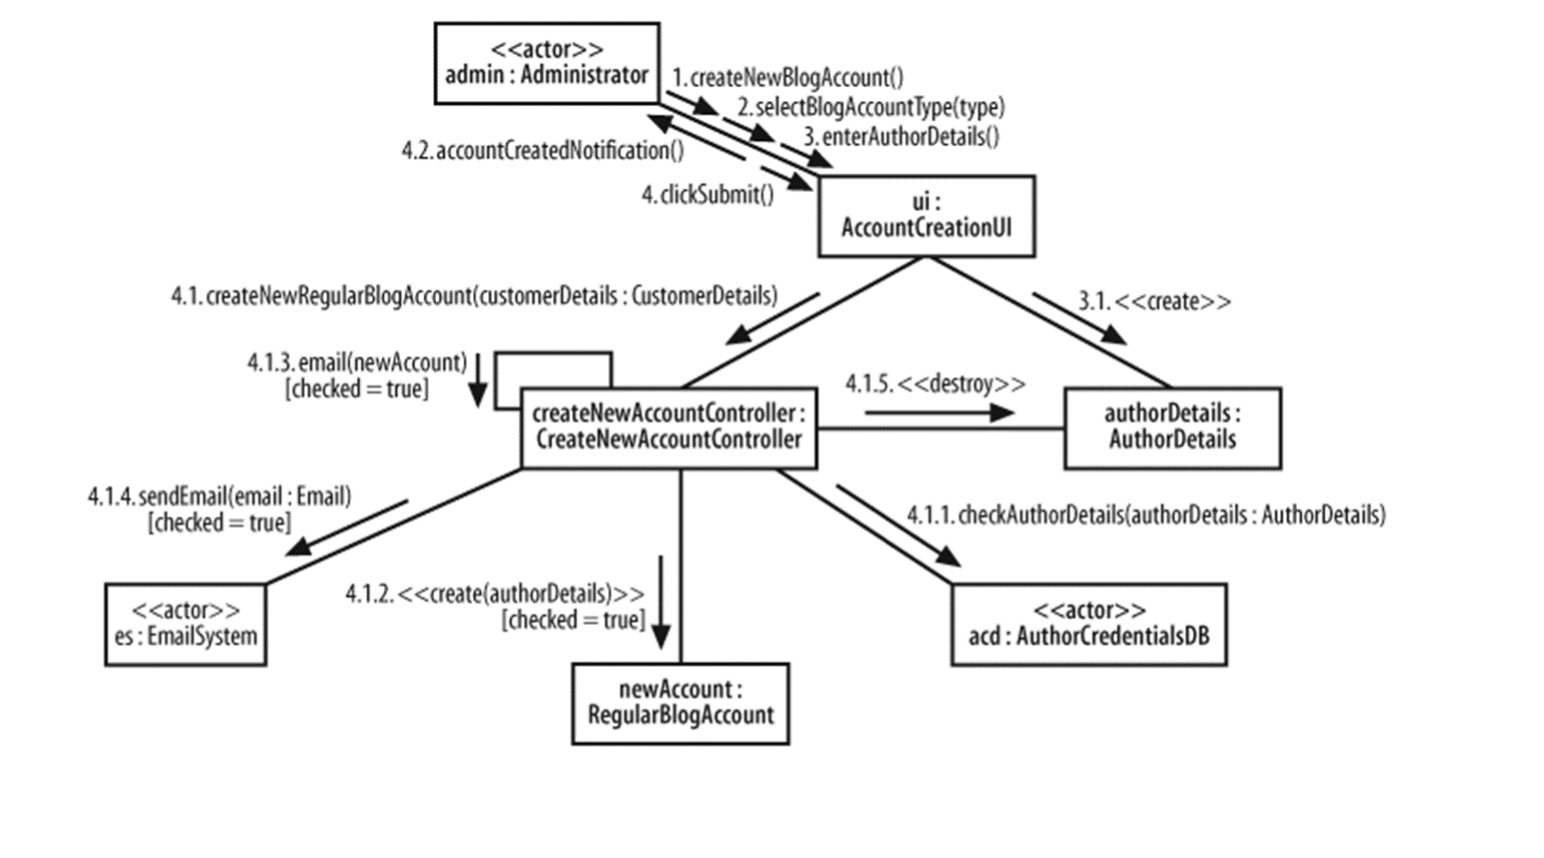 <<actor>>
admin : Administrator
1.createNewBlogAccount()
2.selectBlogAccountType(type)
3.enterAuthorDetails()
4.2.accountCreatedNotification()
4.clickSubmit()
ui :
AccountCreationUI
4.1.createNewRegularBlogAccount(customerDetails : CustomerDetails)
3.1.<<create>>
4.1.3.email(newAccount)
[checked = true]
4.1.5.<<destroy>>
createNewAccountController :
CreateNewAccountController
authorDetails :
AuthorDetails
4.1.4.sendEmail(email : Email)
[checked = true]
4.1.1.checkAuthorDetails(authorDetails : AuthorDetails)
4.1.2.<<create(authorDetails)>>
[checked = true]
<<actor>>
es : EmailSystem
<<actor>>
acd : AuthorCredentialsDB
newAccount :
RegularBlogAccount